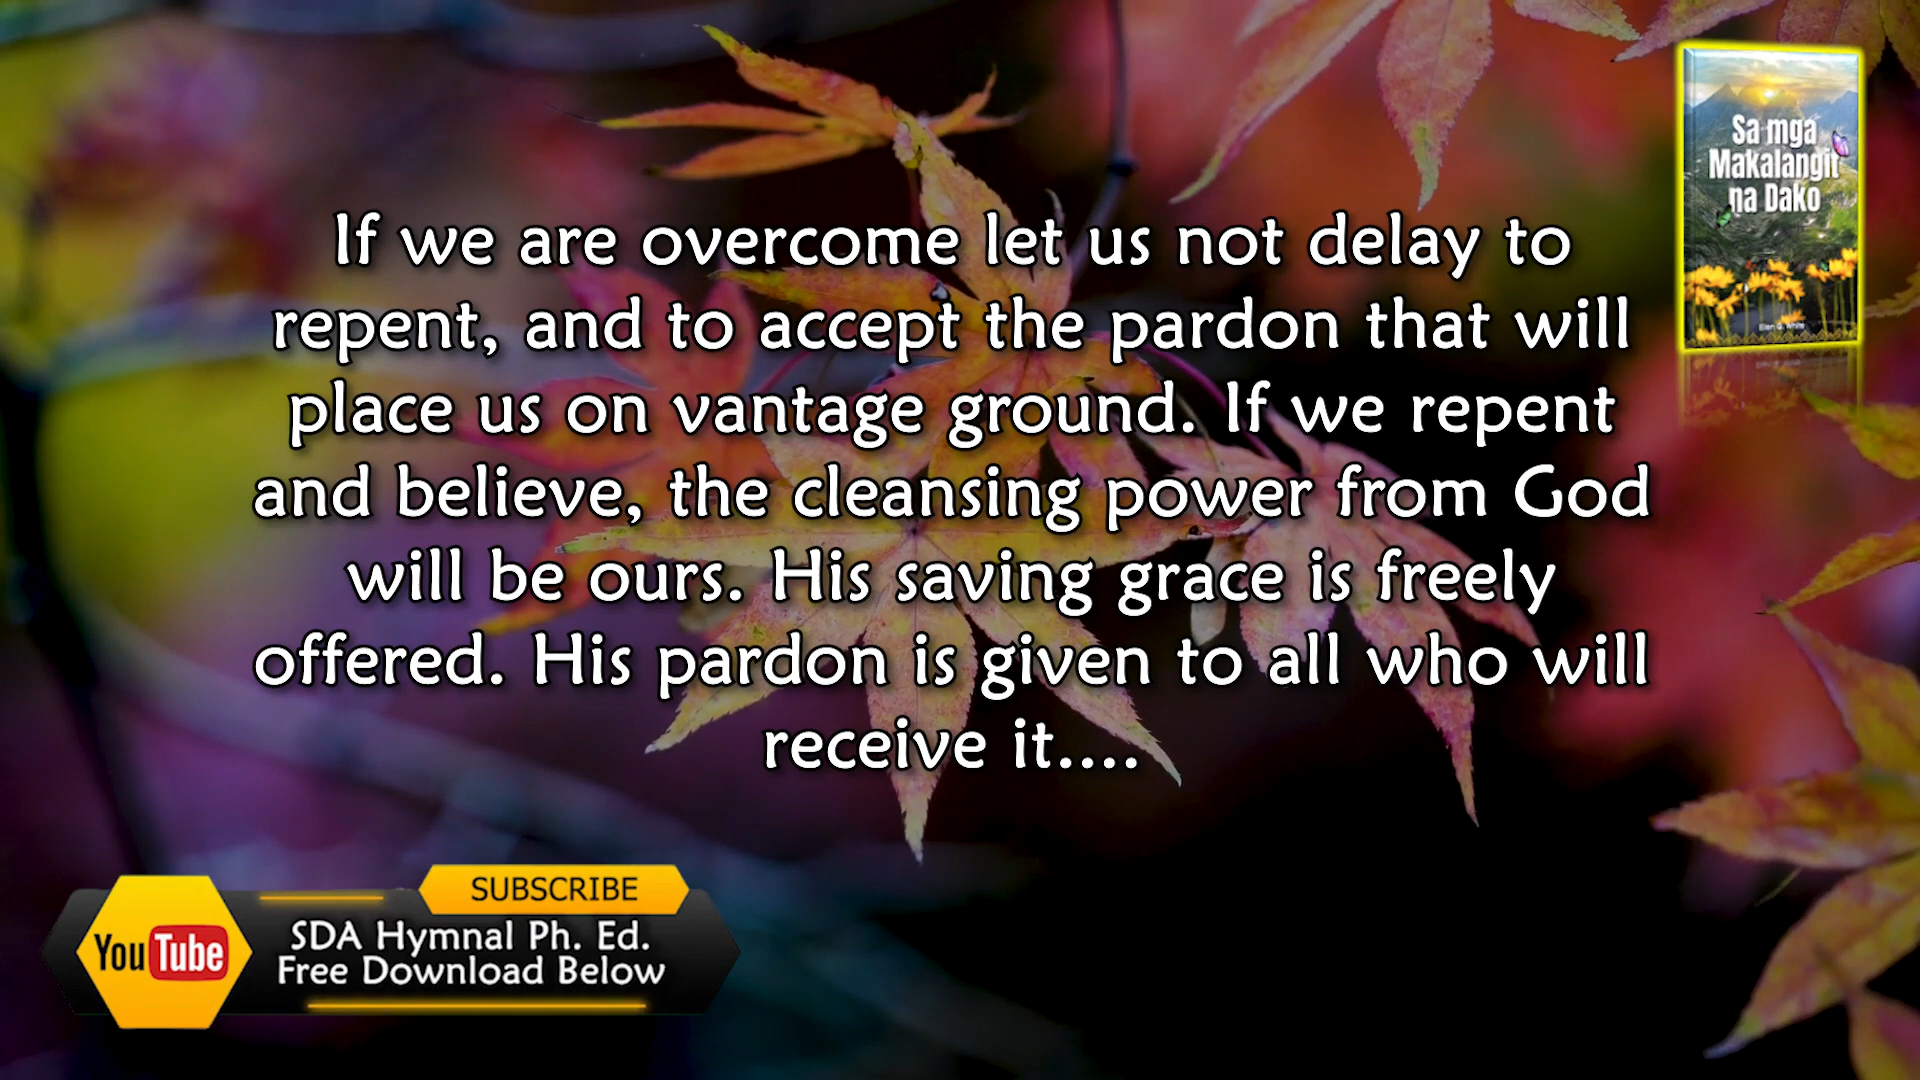 If we are overcome let us not delay to
repent, and to accept the pardon that will
place us on vantage ground. If we repent
and believe, the cleansing power from God
will be ours. His saving grace is freely
offered. His pardon is given to all who will
receive it....
Sa mga
Makalangit
na Dako
Ellen G. White
SUBSCRIBE
YouTube
SDA Hymnal Ph. Ed.
Free Download Below